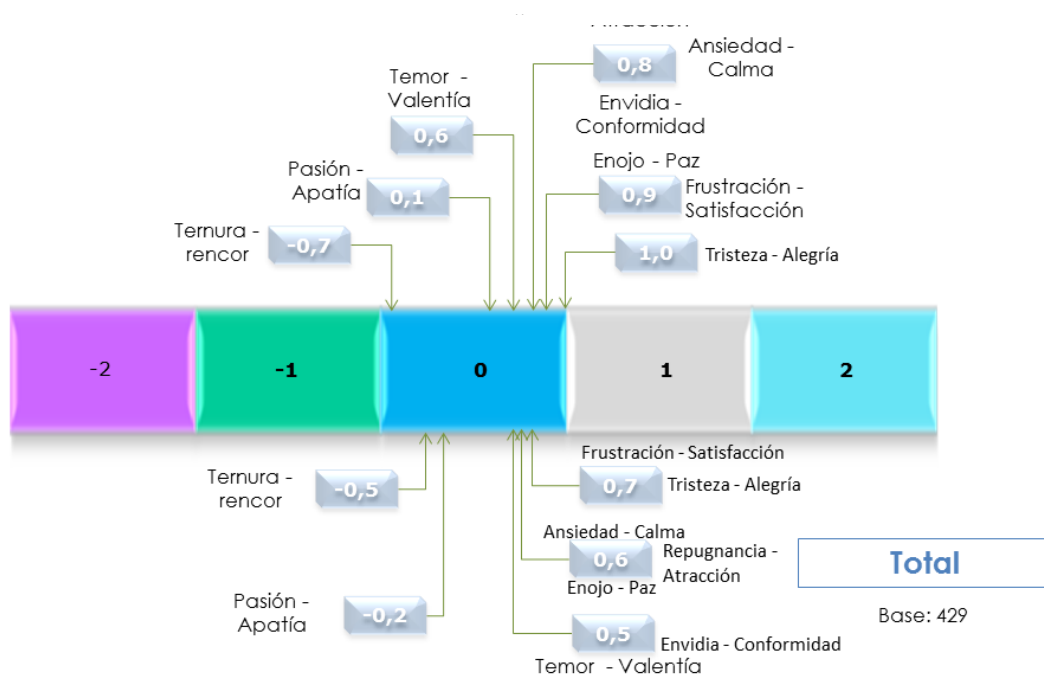 0,8
Ansiedad -
Calma
Temor -
Valentía
0,6
Envidia -
Conformidad
Pasión -
Apatía
0,1
Enojo - Paz
0,9
Frustración -
Satisfacción
Ternura -
rencor
-0,7
1,0
Tristeza - Alegría
-2
-1
0
1
2
Ternura -
rencor
-0,5
Frustración - Satisfacción
0,7
Tristeza - Alegría
Ansiedad - Calma
0,6
Repugnancia -
Atracción
Enojo - Paz
Pasión -
Apatía
-0,2
0,5
Envidia - Conformidad
Temor - Valentía
Total
Base: 429